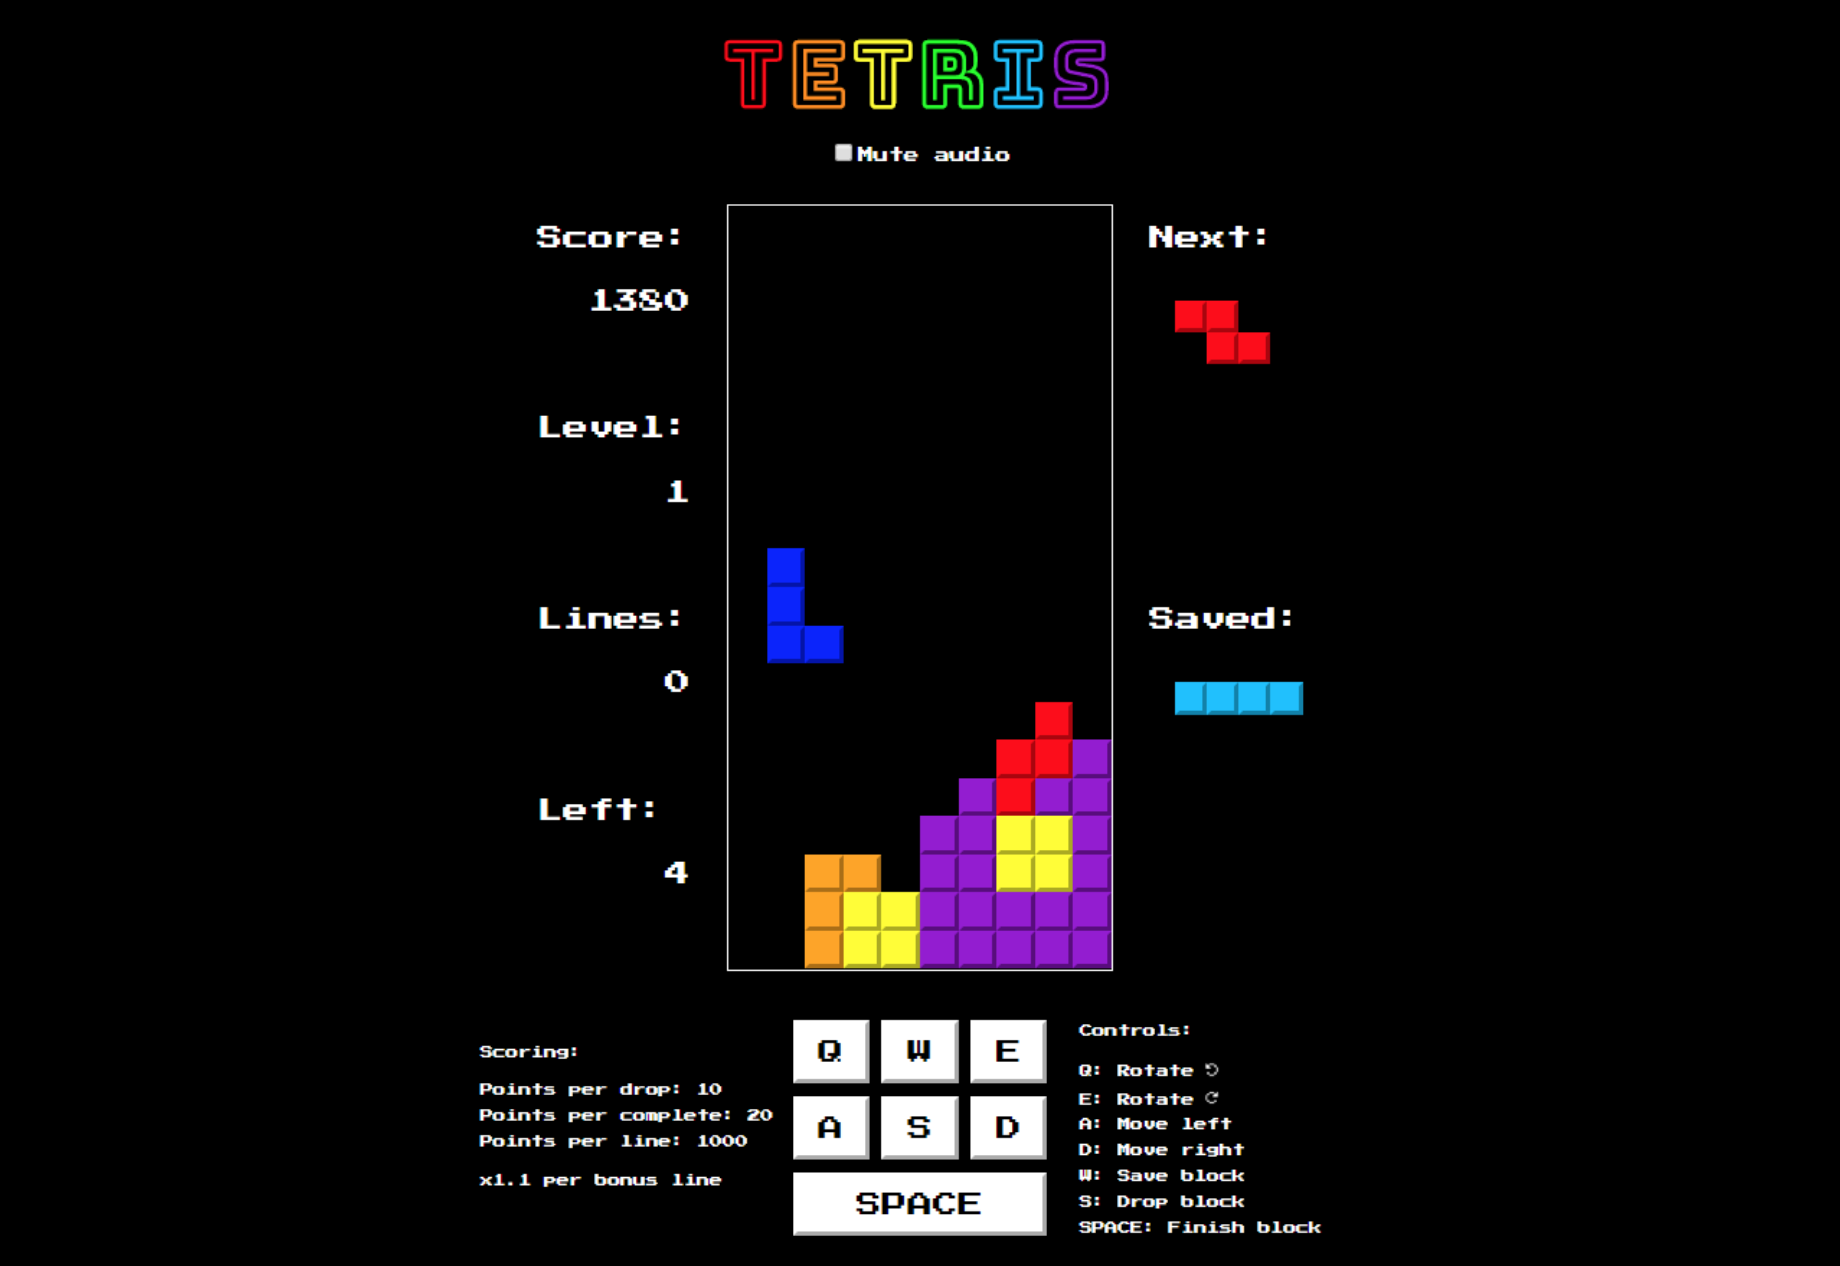 TETRIS
Mute audio
Score:
1380
Level:
1
Lines:
0
Left:
4
Next:
Saved:
Scoring:
Points per drop: 10
Points per complete: 20
Points per line: 1000
x1.1 per bonus line
Q W E
A S D
SPACE
Controls:
Q: Rotate ↺
E: Rotate ↻
A: Move left
D: Move right
W: Save block
S: Drop block
SPACE: Finish block